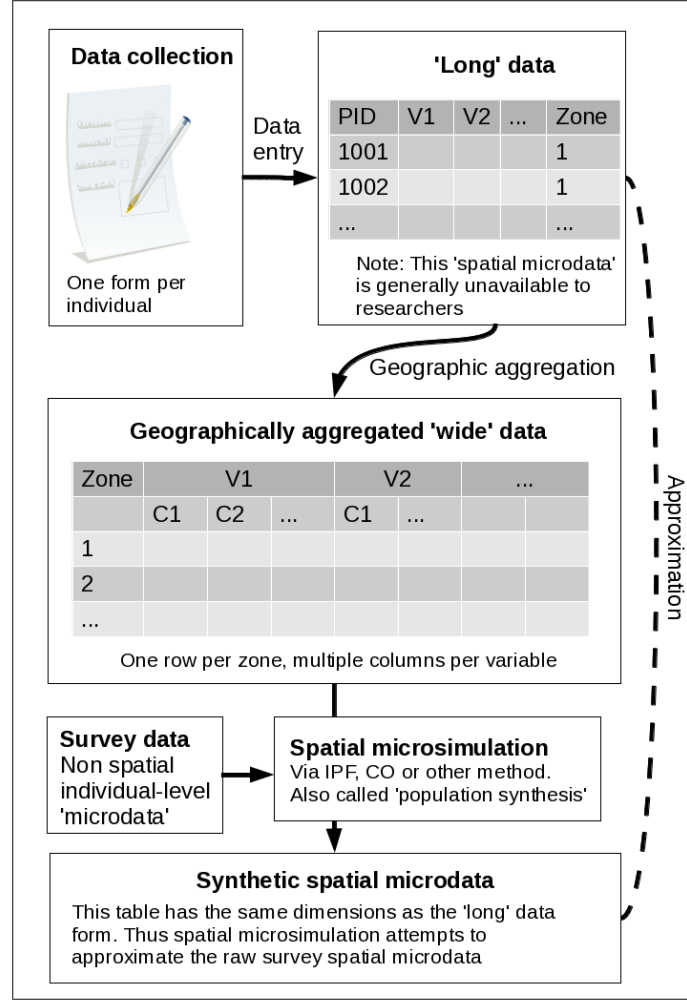 Data collection
One form per
individual
Data
entry
'Long' data
PID V1 V2 ... Zone
1001 1
1002 1
... ...
Note: This 'spatial microdata'
is generally unavailable to
researchers
Geographic aggregation
Geographically aggregated 'wide' data
Zone V1 V2 ...
C1 C2 ... C1 ...
1
2
...
One row per zone, multiple columns per variable
Approximation
Survey data
Non spatial
individual-level
'microdata'
Spatial microsimulation
Via IPF, CO or other method.
Also called 'population synthesis'
Synthetic spatial microdata
This table has the same dimensions as the 'long' data
form. Thus spatial microsimulation attempts to
approximate the raw survey spatial microdata